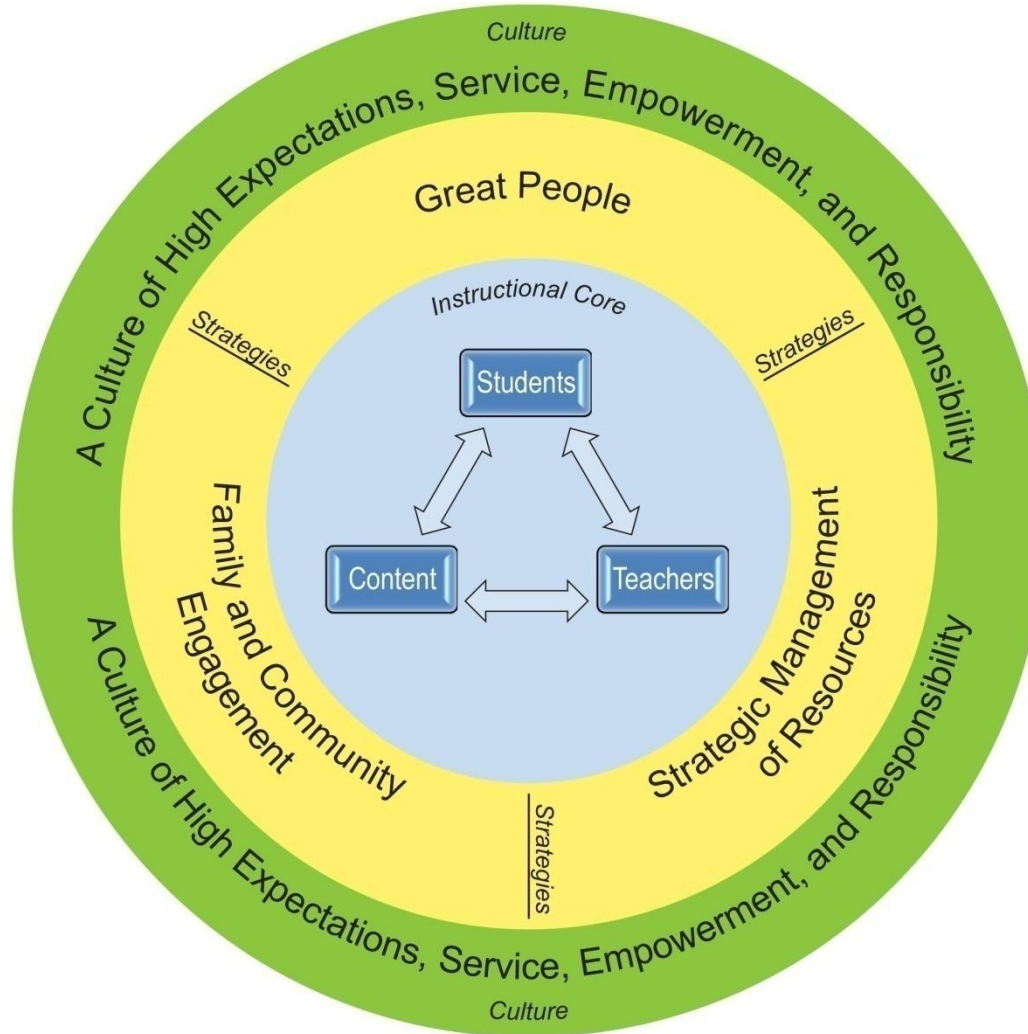 Culture
A Culture of High Expectations, Service, Empowerment, and Responsibility
Great People
Instructional Core
Strategies
Strategies
Students
Content
Teachers
Family and Community
Engagement
Strategic Management
of Resources
Strategies
A Culture of High Expectations, Service, Empowerment, and Responsibility
Culture